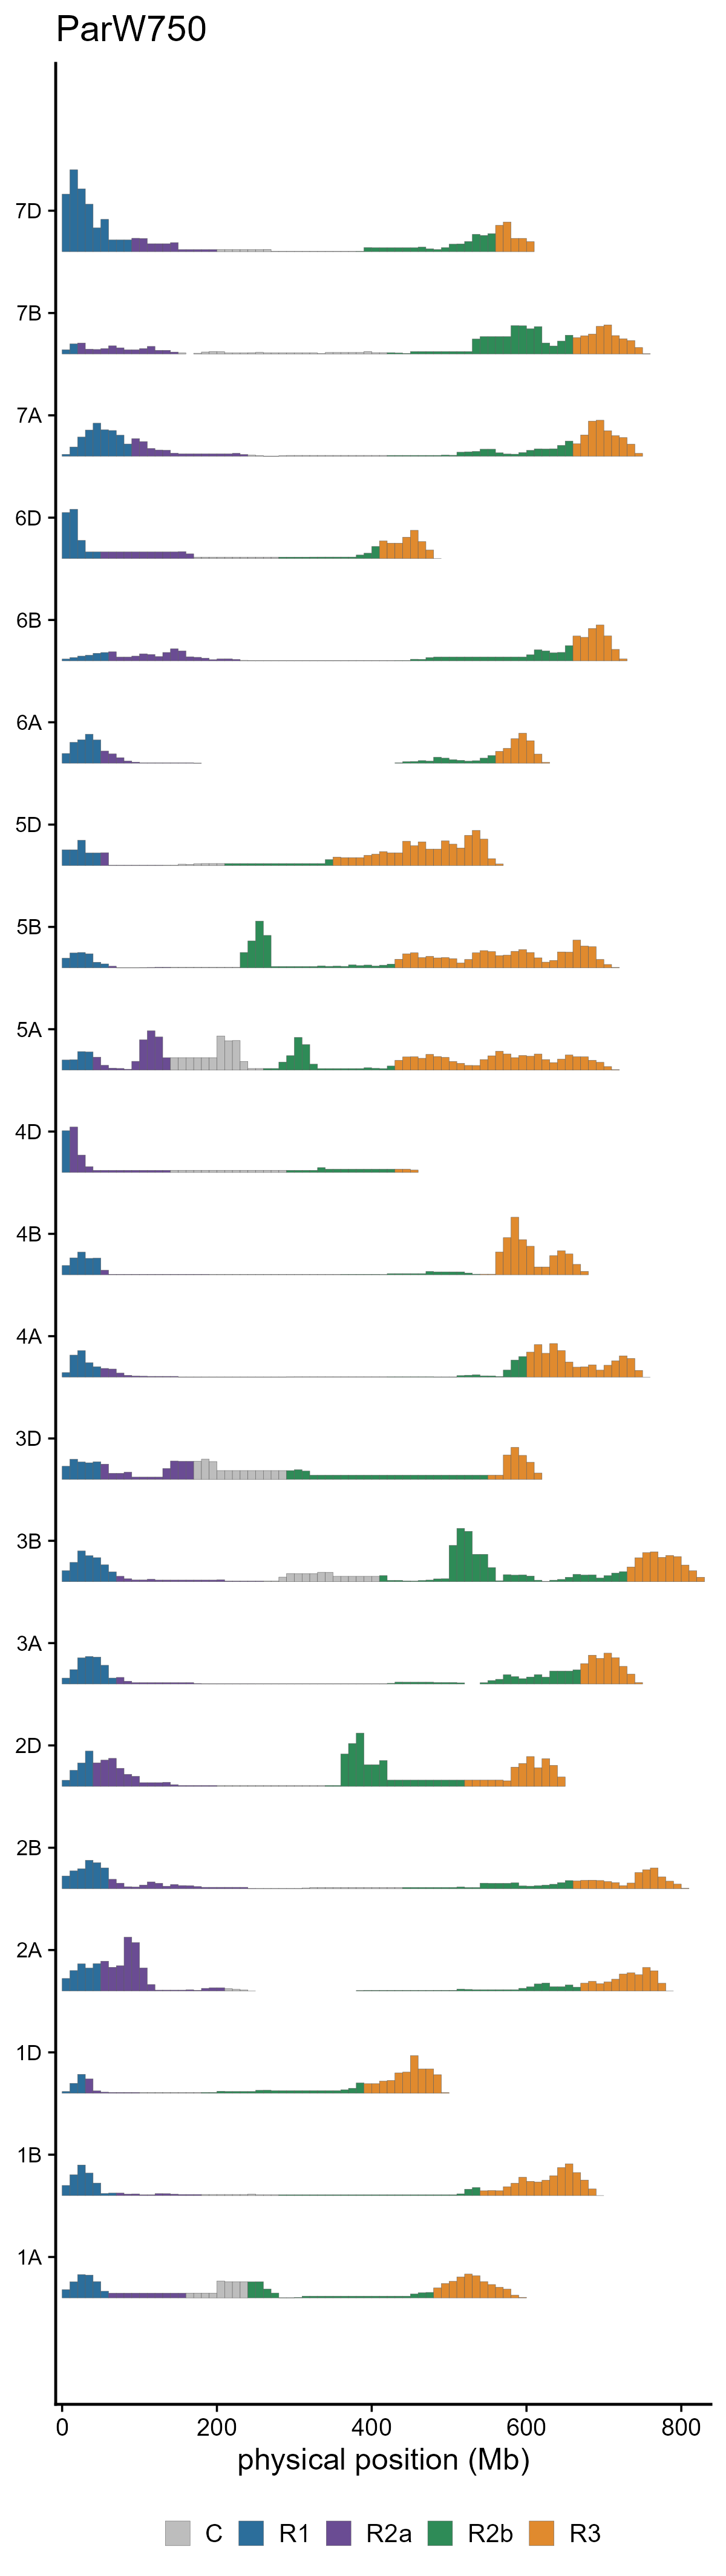 ParW750
7D
7B
7A
6D
6B
6A
5D
5B
5A
4D
4B
4A
3D
3B
3A
2D
2B
2A
1D
1B
1A
0 200 400 600 800
physical position (Mb)
C R1 R2a R2b R3